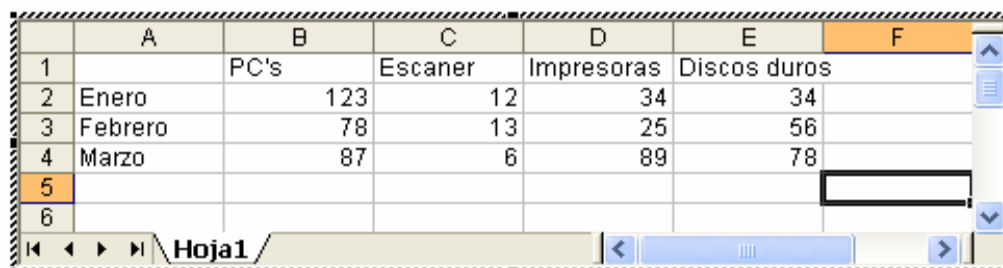 A B C D E F
1 PC's Escaner Impresoras Discos duros
2 Enero 123 12 34 34
3 Febrero 78 13 25 56
4 Marzo 87 6 89 78
5
6
Hoja1